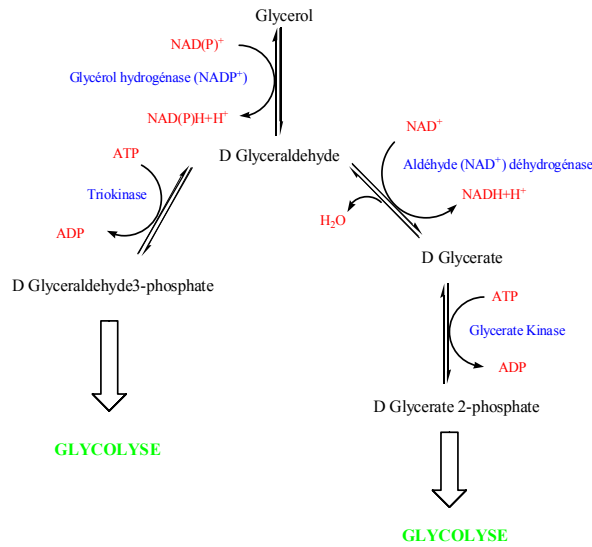 Glycerol
NAD(P)+
Glycérol hydrogénase (NADP+)
NAD(P)H+H+
D Glyceraldehyde
NAD+
Aldéhyde (NAD+) déhydrogénase
NADH+H+
H2O
ATP
Triokinase
ADP
D Glyceraldehyde3-phosphate
GLYCOLYSE
D Glycerate
ATP
Glycerate Kinase
ADP
D Glycerate 2-phosphate
GLYCOLYSE